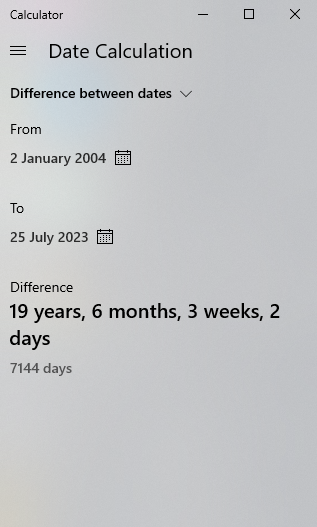 Calculator
Date Calculation
Difference between dates
From
2 January 2004
To
25 July 2023
Difference
19 years, 6 months, 3 weeks, 2
days
7144 days